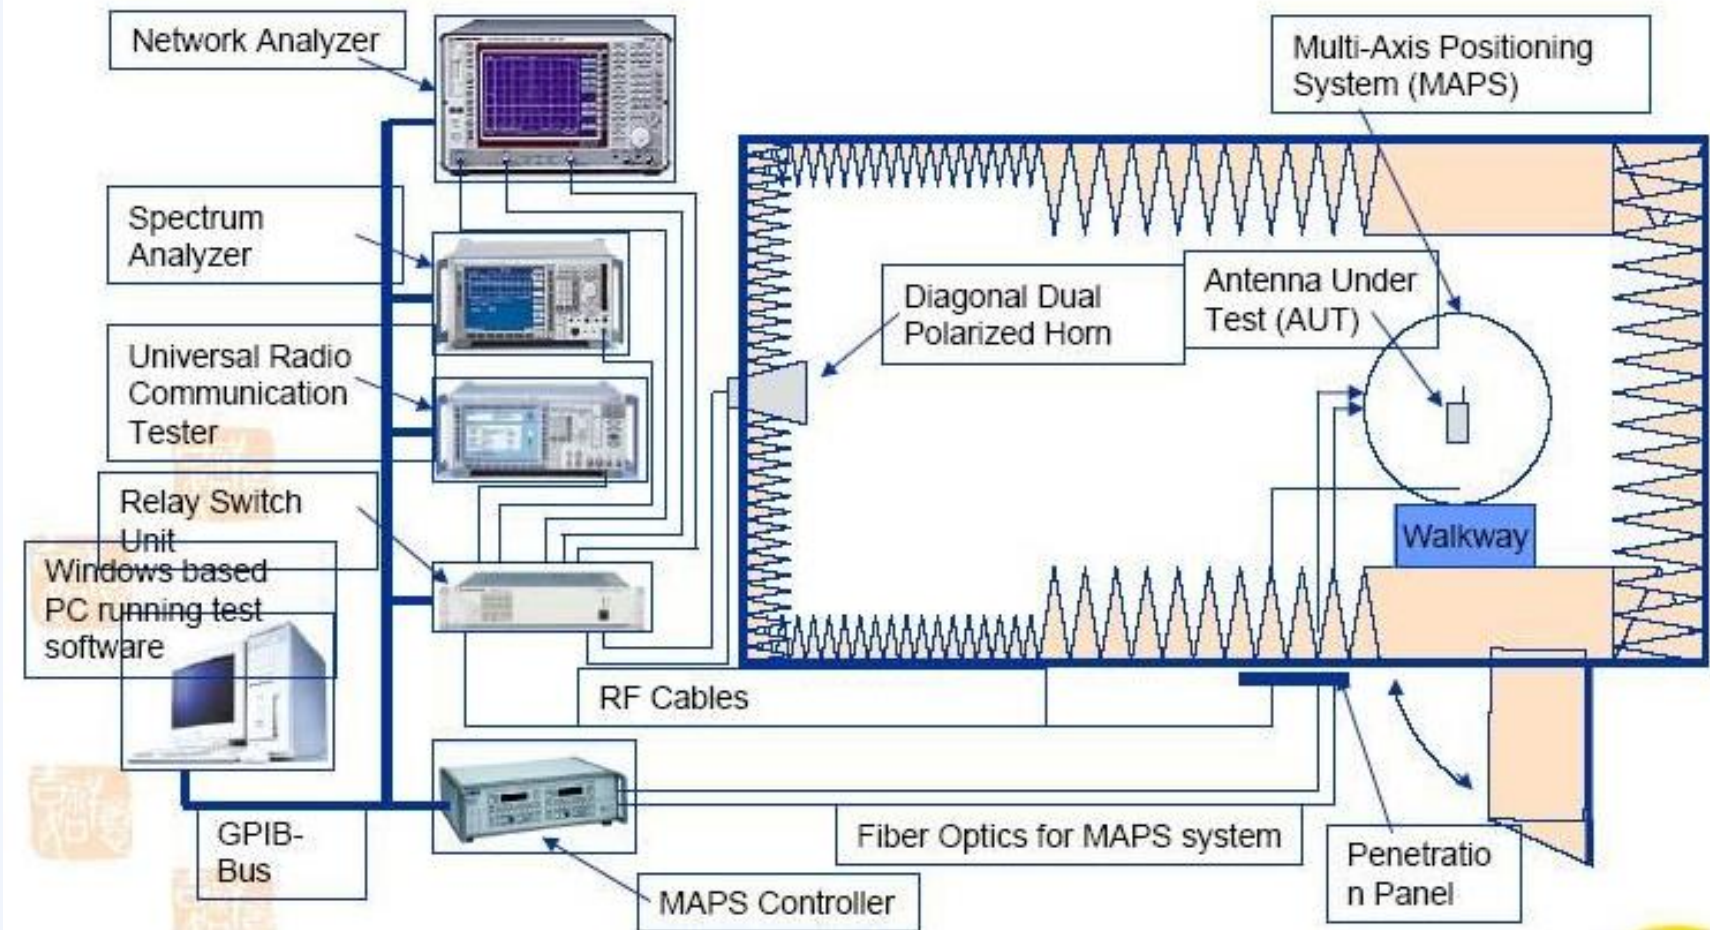 Network Analyzer
Multi-Axis Positioning
System (MAPS)
Spectrum
Analyzer
Diagonal Dual
Polarized Horn
Antenna Under
Test (AUT)
Universal Radio
Communication
Tester
Relay Switch
Unit
Walkway
Windows based
PC running test
software
RF Cables
GPIB-
Bus
Fiber Optics for MAPS system
Penetratio
n Panel
MAPS Controller